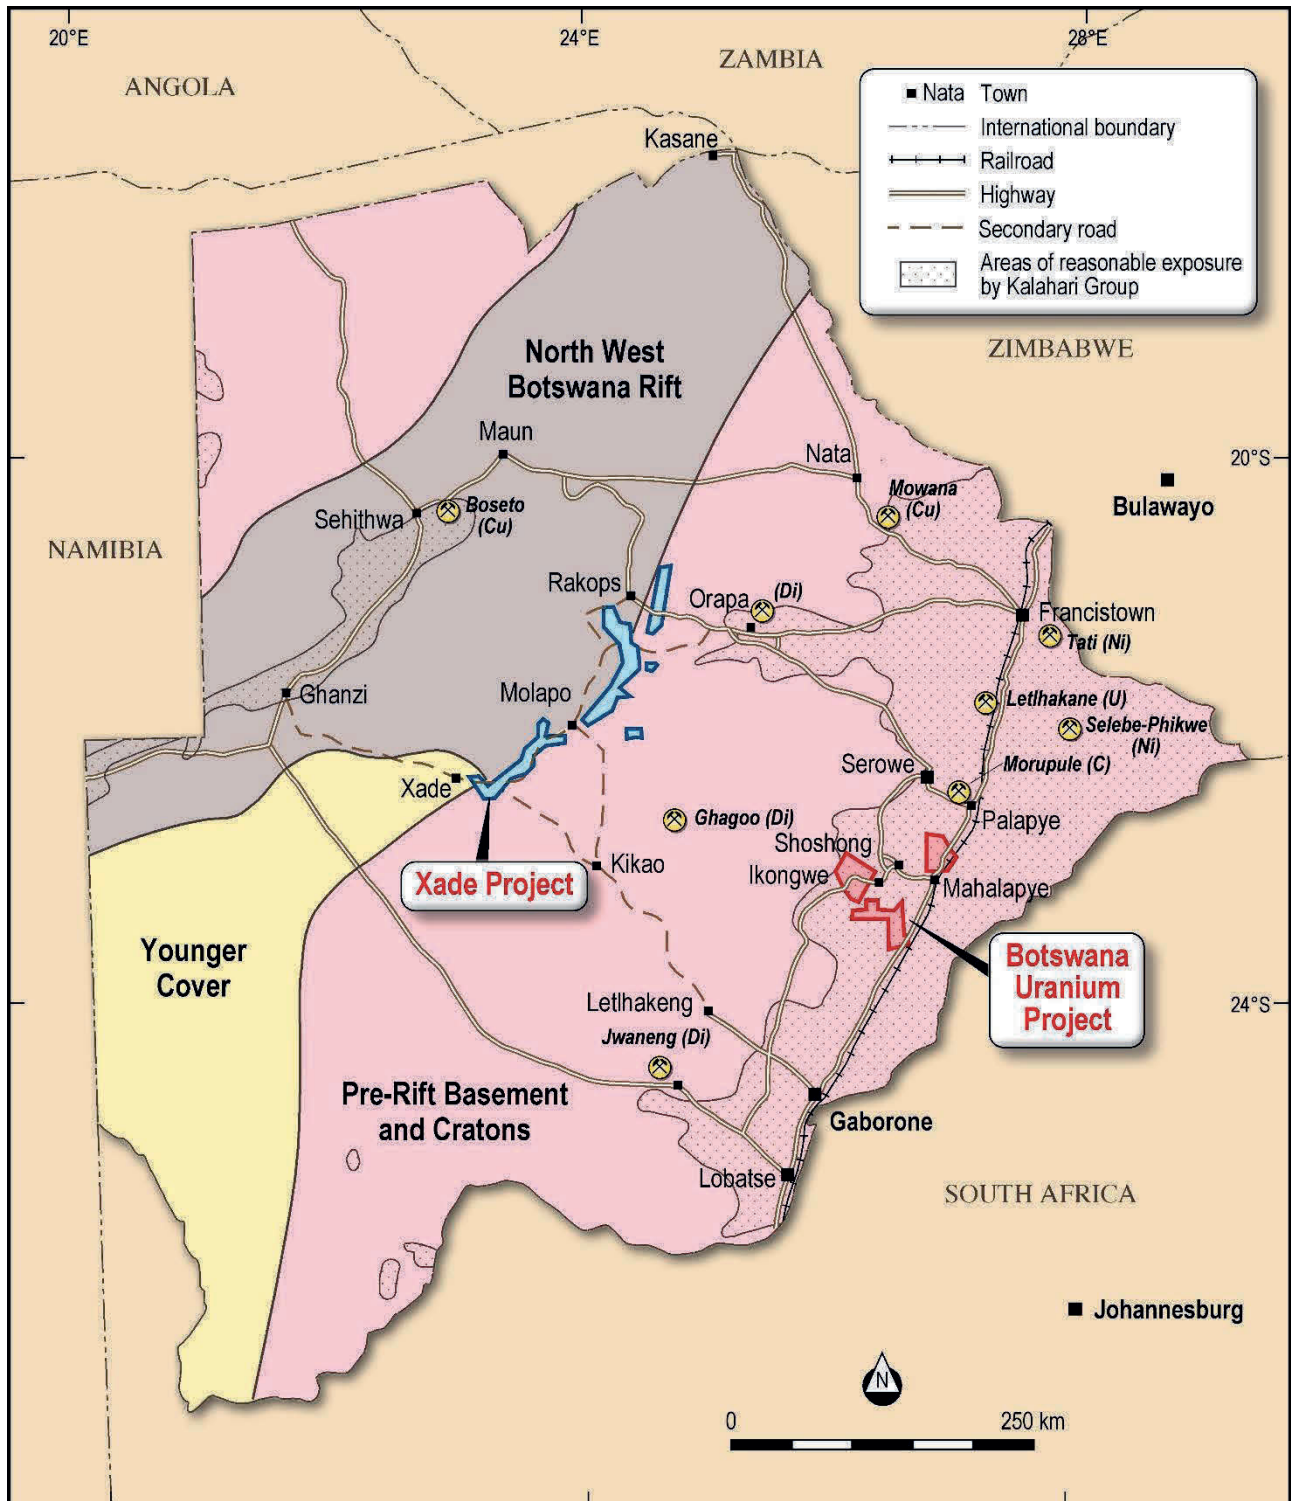 20°E
24°E
28°E
ANGOLA
ZAMBIA
Nata Town
International boundary
Railroad
Highway
Secondary road
Areas of reasonable exposure
by Kalahari Group
Kasane
ZIMBABWE
North West
Botswana Rift
Maun
Nata
20°S
Mowana
(Cu)
Bulawayo
Boseto
(Cu)
Sehithwa
NAMIBIA
Rakops
Orapa
(Di)
Francistown
Tati (Ni)
Ghanzi
Molapo
Letlhakane (U)
Selebe-Phikwe
(Ni)
Serowe
Morupule (C)
Xade
Palapye
Ghagoo (Di)
Shoshong
Kikao
Ikongwe
Mahalapye
Xade Project
Younger
Cover
Botswana
Uranium
Project
Letlhakeng
24°S
Jwaneng (Di)
Pre-Rift Basement
and Cratons
Gaborone
Lobatse
SOUTH AFRICA
Johannesburg
N
0
250 km